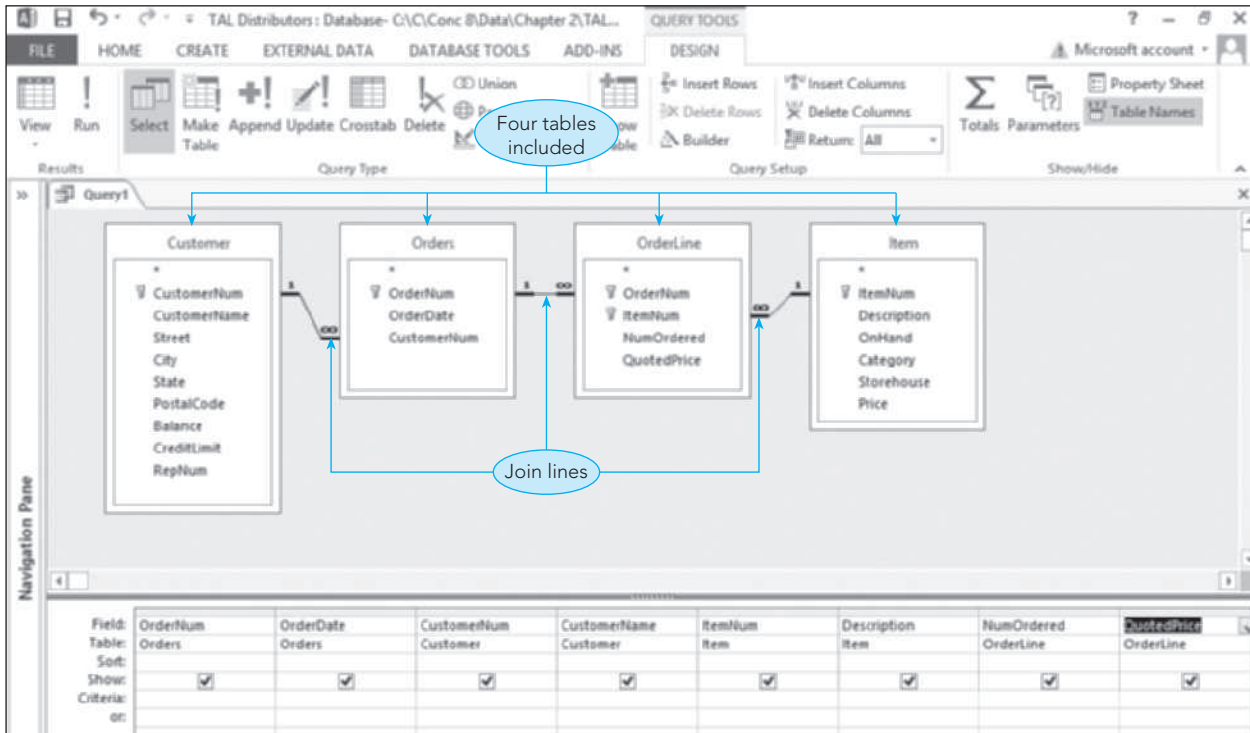 TAL Distributors : Database- C:\C\Conc 8\Data\Chapter 2\TAL...
QUERY TOOLS
?
FILE HOME CREATE EXTERNAL DATA DATABASE TOOLS ADD-INS DESIGN
Microsoft account
View
Run
Select
Make Table
Append
Update
Crosstab
Delete
Union
Insert Rows
Delete Rows
Builder
Insert Columns
Delete Columns
Return: All
Totals
Parameters
Property Sheet
Table Names
Results
Query Type
Query Setup
Show/Hide
Four tables
included
Query1
Navigation Pane
Customer
*
CustomerNum
CustomerName
Street
City
State
PostalCode
Balance
CreditLimit
RepNum
1
∞
Orders
*
OrderNum
OrderDate
CustomerNum
1
∞
OrderLine
*
OrderNum
ItemNum
NumOrdered
QuotedPrice
∞
1
Item
*
ItemNum
Description
OnHand
Category
Storehouse
Price
Join lines
Field: OrderNum OrderDate CustomerNum CustomerName ItemNum Description NumOrdered QuotedPrice
Table: Orders Orders Customer Customer Item Item OrderLine OrderLine
Sort:
Show:
Criteria:
or: